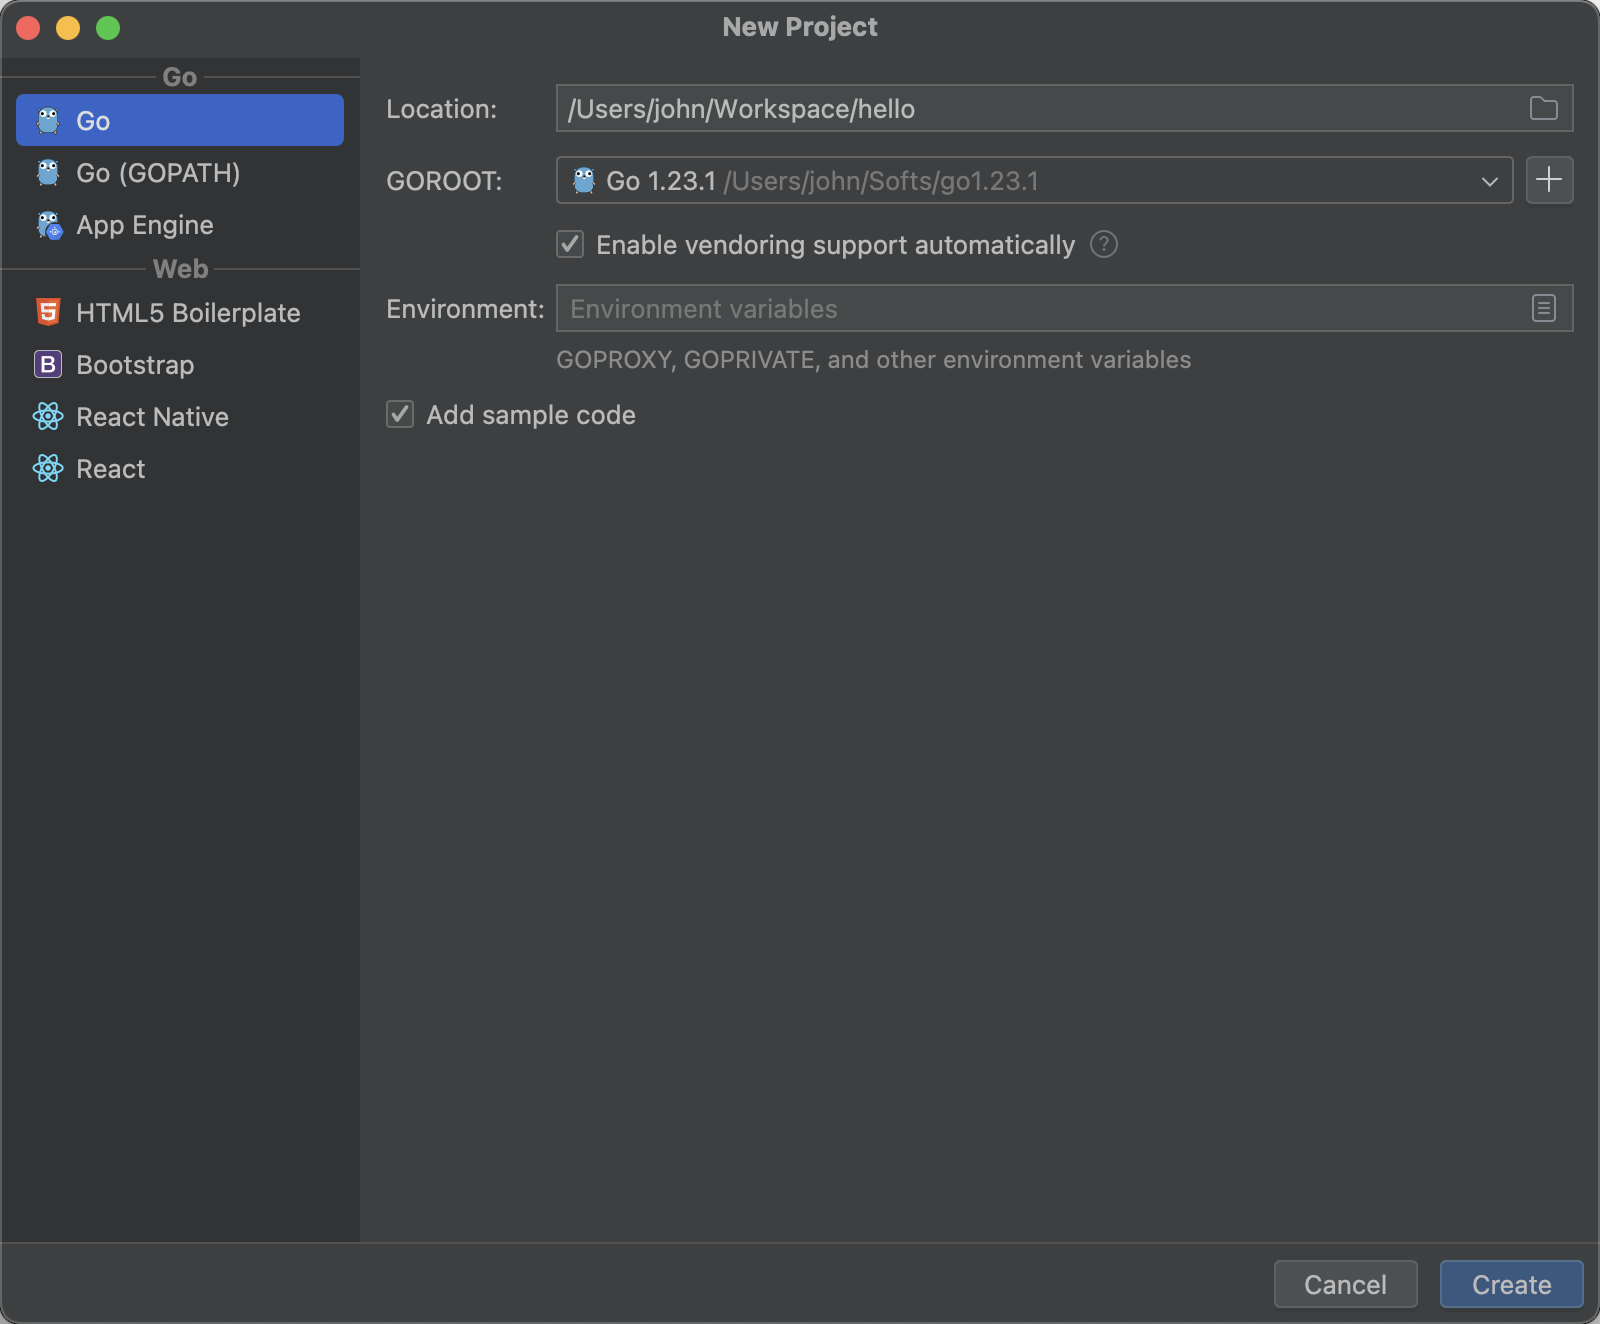 New Project
Go
Go
Go (GOPATH)
App Engine
Web
HTML5 Boilerplate
Bootstrap
React Native
React
Location: /Users/john/Workspace/hello
GOROOT: Go 1.23.1 /Users/john/Softs/go1.23.1
Enable vendoring support automatically ?
Environment: Environment variables
GOPROXY, GOPRIVATE, and other environment variables
Add sample code
Cancel Create